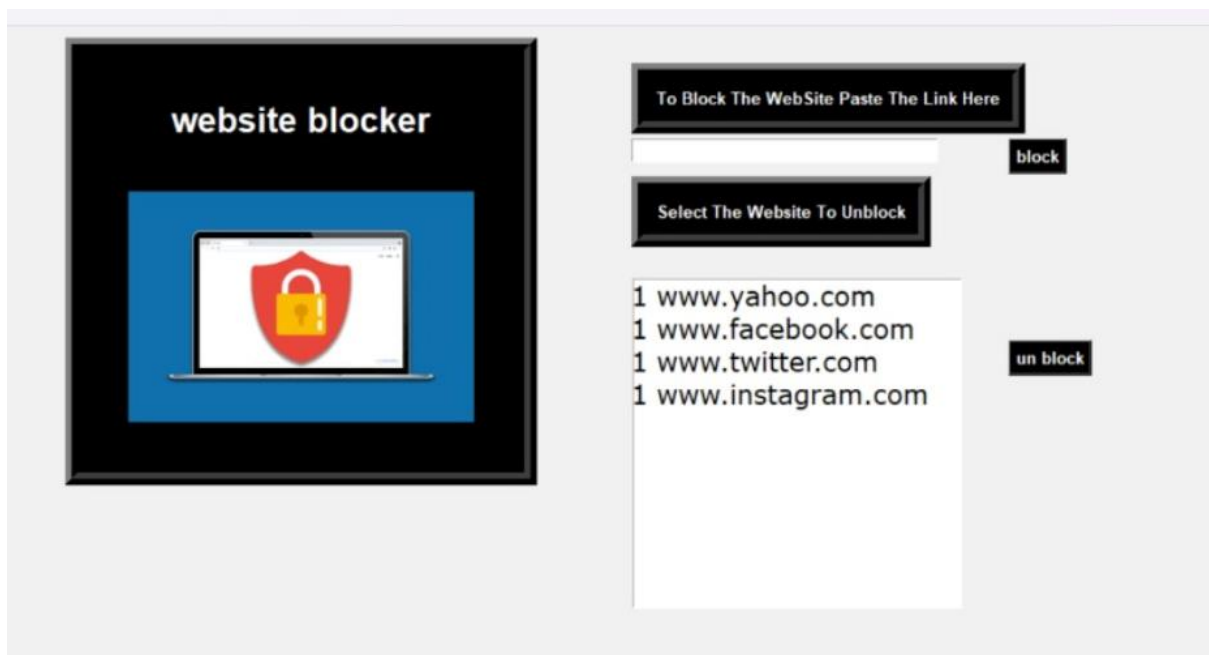 website blocker
To Block The WebSite Paste The Link Here
block
Select The Website To Unblock
1 www.yahoo.com
1 www.facebook.com
1 www.twitter.com
1 www.instagram.com
un block